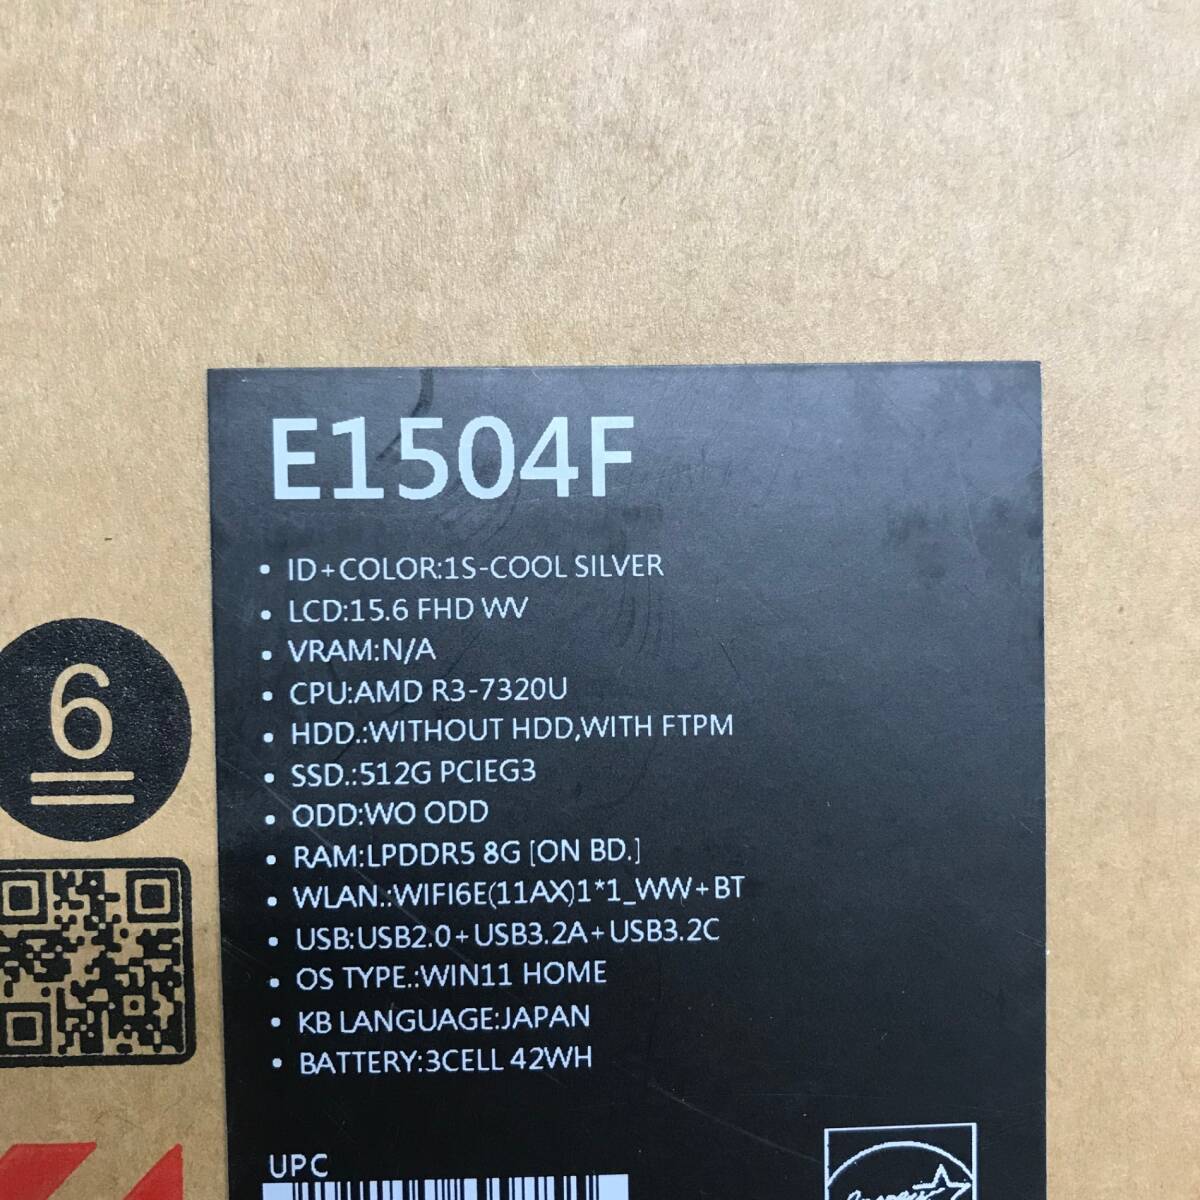 E1504F
• ID+COLOR:1S-COOL SILVER
• LCD:15.6 FHD WV
• VRAM:N/A
• CPU:AMD R3-7320U
• HDD.:WITHOUT HDD,WITH FTPM
• SSD.:512G PCIEG3
• ODD:WO ODD
• RAM:LPDDR5 8G [ON BD.]
• WLAN.:WIFI6E(11AX)1*1_WW+BT
• USB:USB2.0+USB3.2A+USB3.2C
• OS TYPE.:WIN11 HOME
• KB LANGUAGE:JAPAN
• BATTERY:3CELL 42WH
6
UPC